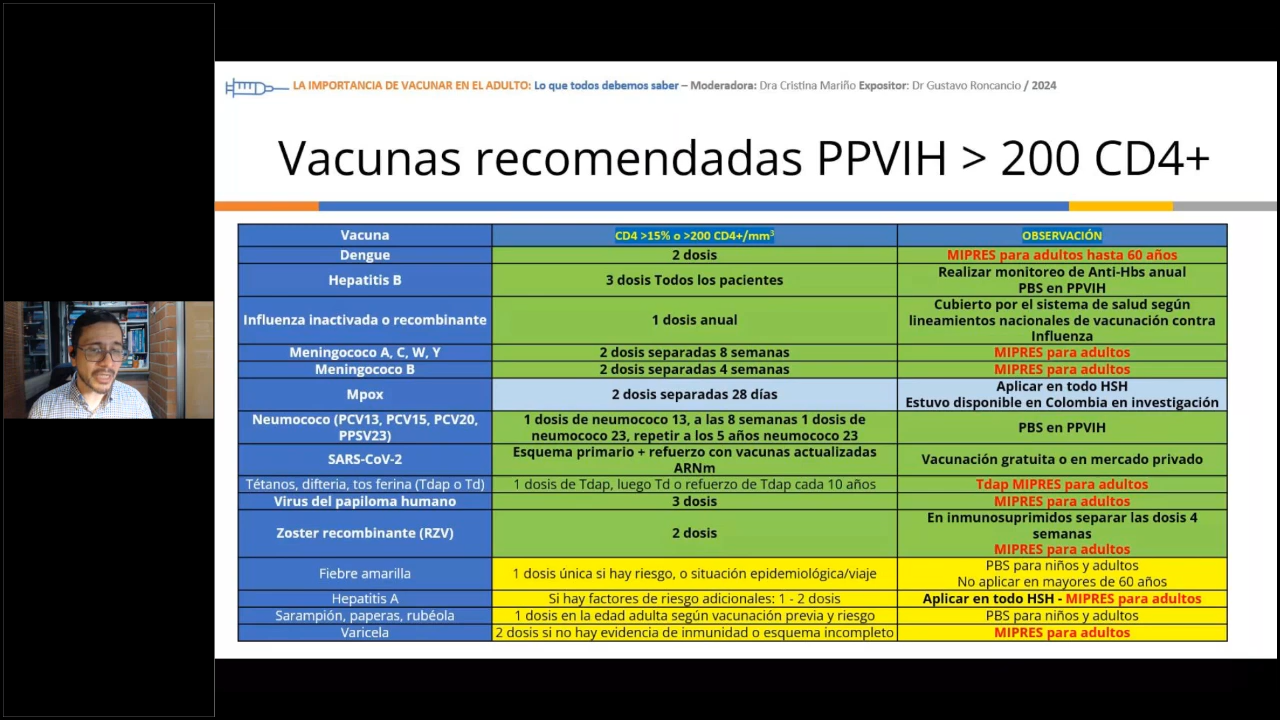 LA IMPORTANCIA DE VACUNAR EN EL ADULTO: Lo que todos debemos saber – Moderadora: Dra Cristina Mariño Expositor: Dr Gustavo Roncancio / 2024
Vacunas recomendadas PPVIH > 200 CD4+
Vacuna
CD4 >15% o >200 CD4+/mm³
OBSERVACIÓN
Dengue
2 dosis
MIPRES para adultos hasta 60 años
Hepatitis B
3 dosis Todos los pacientes
Realizar monitoreo de Anti-Hbs anual
PBS en PPVIH
Influenza inactivada o recombinante
1 dosis anual
Cubierto por el sistema de salud según
lineamientos nacionales de vacunación contra
Influenza
Meningococo A, C, W, Y
2 dosis separadas 8 semanas
MIPRES para adultos
Meningococo B
2 dosis separadas 4 semanas
MIPRES para adultos
Mpox
2 dosis separadas 28 días
Aplicar en todo HSH
Estuvo disponible en Colombia en investigación
Neumococo (PCV13, PCV15, PCV20,
PPSV23)
1 dosis de neumococo 13, a las 8 semanas 1 dosis de
neumococo 23, repetir a los 5 años neumococo 23
PBS en PPVIH
SARS-CoV-2
Esquema primario + refuerzo con vacunas actualizadas
ARNm
Vacunación gratuita o en mercado privado
Tétanos, difteria, tos ferina (Tdap o Td)
1 dosis de Tdap, luego Td o refuerzo de Tdap cada 10 años
Tdap MIPRES para adultos
Virus del papiloma humano
3 dosis
MIPRES para adultos
Zoster recombinante (RZV)
2 dosis
En inmunosuprimidos separar las dosis 4
semanas
MIPRES para adultos
Fiebre amarilla
1 dosis única si hay riesgo, o situación epidemiológica/viaje
PBS para niños y adultos
No aplicar en mayores de 60 años
Hepatitis A
Si hay factores de riesgo adicionales: 1 - 2 dosis
Aplicar en todo HSH - MIPRES para adultos
Sarampión, paperas, rubéola
1 dosis en la edad adulta según vacunación previa y riesgo
PBS para niños y adultos
Varicela
2 dosis si no hay evidencia de inmunidad o esquema incompleto
MIPRES para adultos